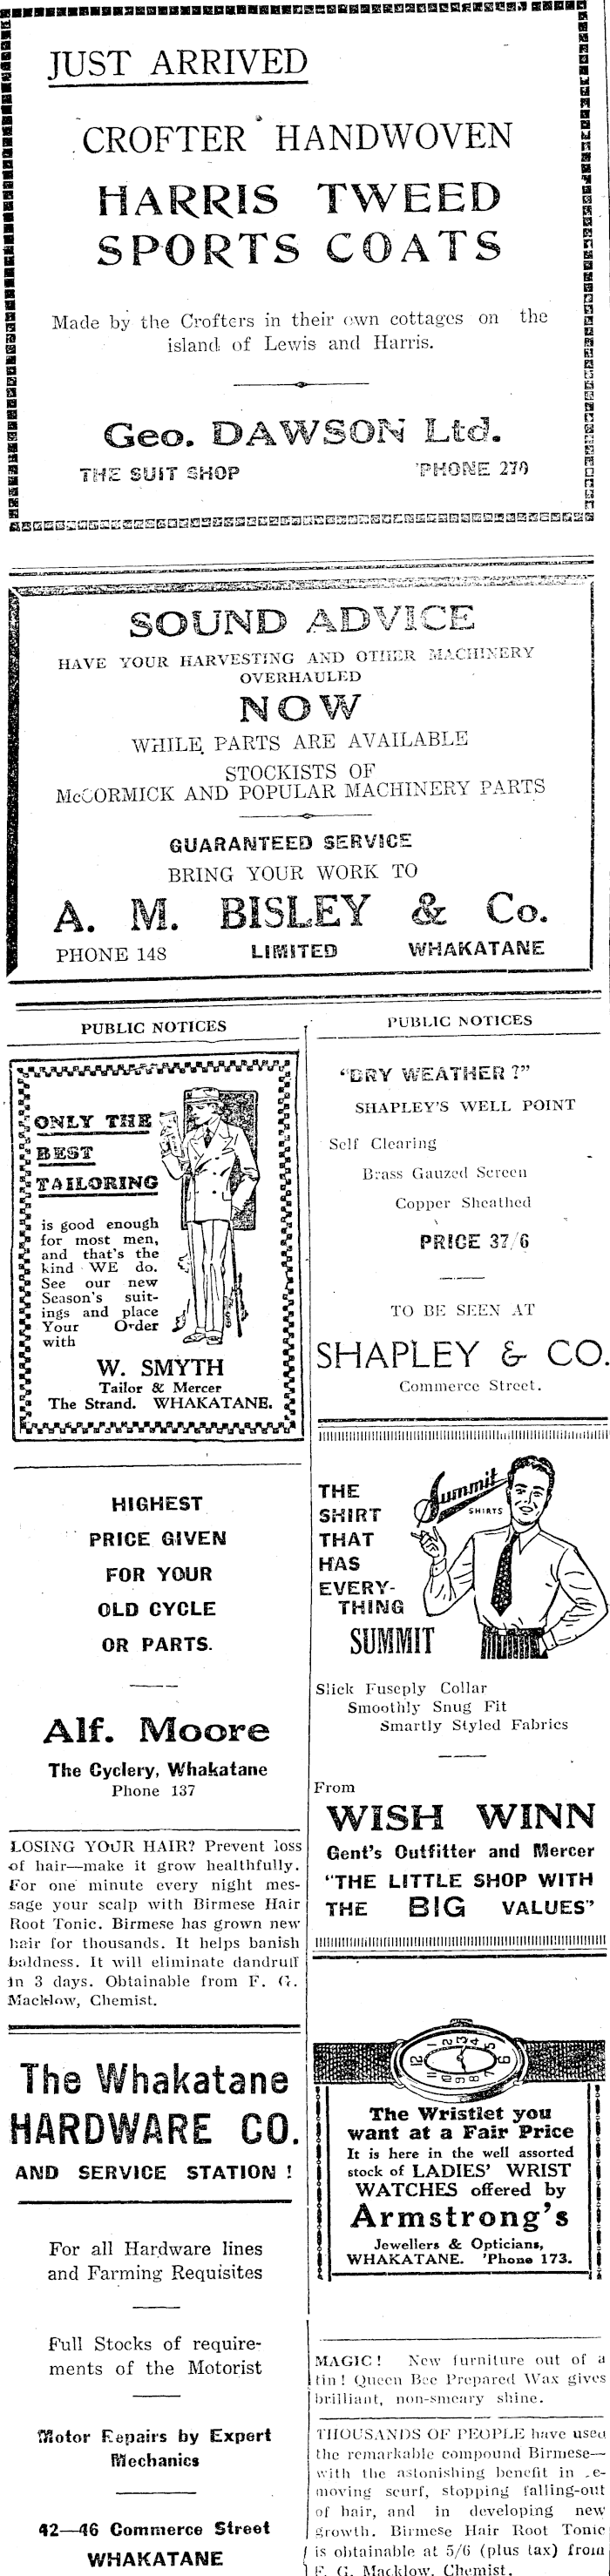 JUST ARRIVED
CROFTER HANDWOVEN
HARRIS TWEED
SPORTS COATS
Made by the Crofters in their own cottages on the
island of Lewis and Harris.
Geo. DAWSON Ltd.
THE SUIT SHOP 'PHONE 270
SOUND ADVICE
HAVE YOUR HARVESTING AND OTHER MACHINERY
OVERHAULED
NOW
WHILE PARTS ARE AVAILABLE
STOCKISTS OF
McCORMICK AND POPULAR MACHINERY PARTS
GUARANTEED SERVICE
BRING YOUR WORK TO
A. M. BISLEY & Co.
PHONE 148 LIMITED WHAKATANE
PUBLIC NOTICES
ONLY THE
BEST
TAILORING
is good enough
for most men,
and that's the
kind WE do.
See our new
Season's suit-
ings and place
Your Order
with
W. SMYTH
Tailor & Mercer
The Strand. WHAKATANE.
HIGHEST
PRICE GIVEN
FOR YOUR
OLD CYCLE
OR PARTS.
Alf. Moore
The Cyclery, Whakatane
Phone 137
LOSING YOUR HAIR? Prevent loss
of hair—make it grow healthfully.
For one minute every night mes-
sage your scalp with Birmese Hair
Root Tonic. Birmese has grown new
hair for thousands. It helps banish
baldness. It will eliminate dandruff
in 3 days. Obtainable from F. G.
Macklow, Chemist.
The Whakatane
HARDWARE CO.
AND SERVICE STATION !
For all Hardware lines
and Farming Requisites
Full Stocks of require-
ments of the Motorist
Motor Repairs by Expert
Mechanics
42—46 Commerce Street
WHAKATANE
PUBLIC NOTICES
"DRY WEATHER ?"
SHAPLEY'S WELL POINT
Self Clearing
Brass Gauzed Screen
Copper Sheathed
PRICE 37/6
TO BE SEEN AT
SHAPLEY & CO.
Commerce Street.
THE
SHIRT
THAT
HAS
EVERY-
THING
SUMMIT
Summit
SHIRTS
Slick Fuseply Collar
Smoothly Snug Fit
Smartly Styled Fabrics
From
WISH WINN
Gent's Outfitter and Mercer
"THE LITTLE SHOP WITH
THE BIG VALUES"
The Wristlet you
want at a Fair Price
It is here in the well assorted
stock of LADIES' WRIST
WATCHES offered by
Armstrong's
Jewellers & Opticians,
WHAKATANE. 'Phone 173.
MAGIC! New furniture out of a
tin! Queen Bee Prepared Wax gives
brilliant, non-smeary shine.
THOUSANDS OF PEOPLE have used
the remarkable compound Birmese—
with the astonishing benefit in .e-
moving scurf, stopping falling-out
of hair, and in developing new
growth. Birmese Hair Root Tonic
is obtainable at 5/6 (plus tax) from
F. G. Macklow, Chemist.